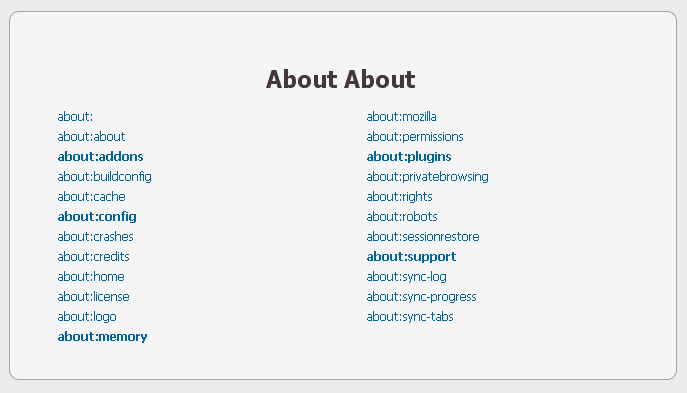 About About
about:
about:about
about:addons
about:buildconfig
about:cache
about:config
about:crashes
about:credits
about:home
about:license
about:logo
about:memory
about:mozilla
about:permissions
about:plugins
about:privatebrowsing
about:rights
about:robots
about:sessionrestore
about:support
about:sync-log
about:sync-progress
about:sync-tabs